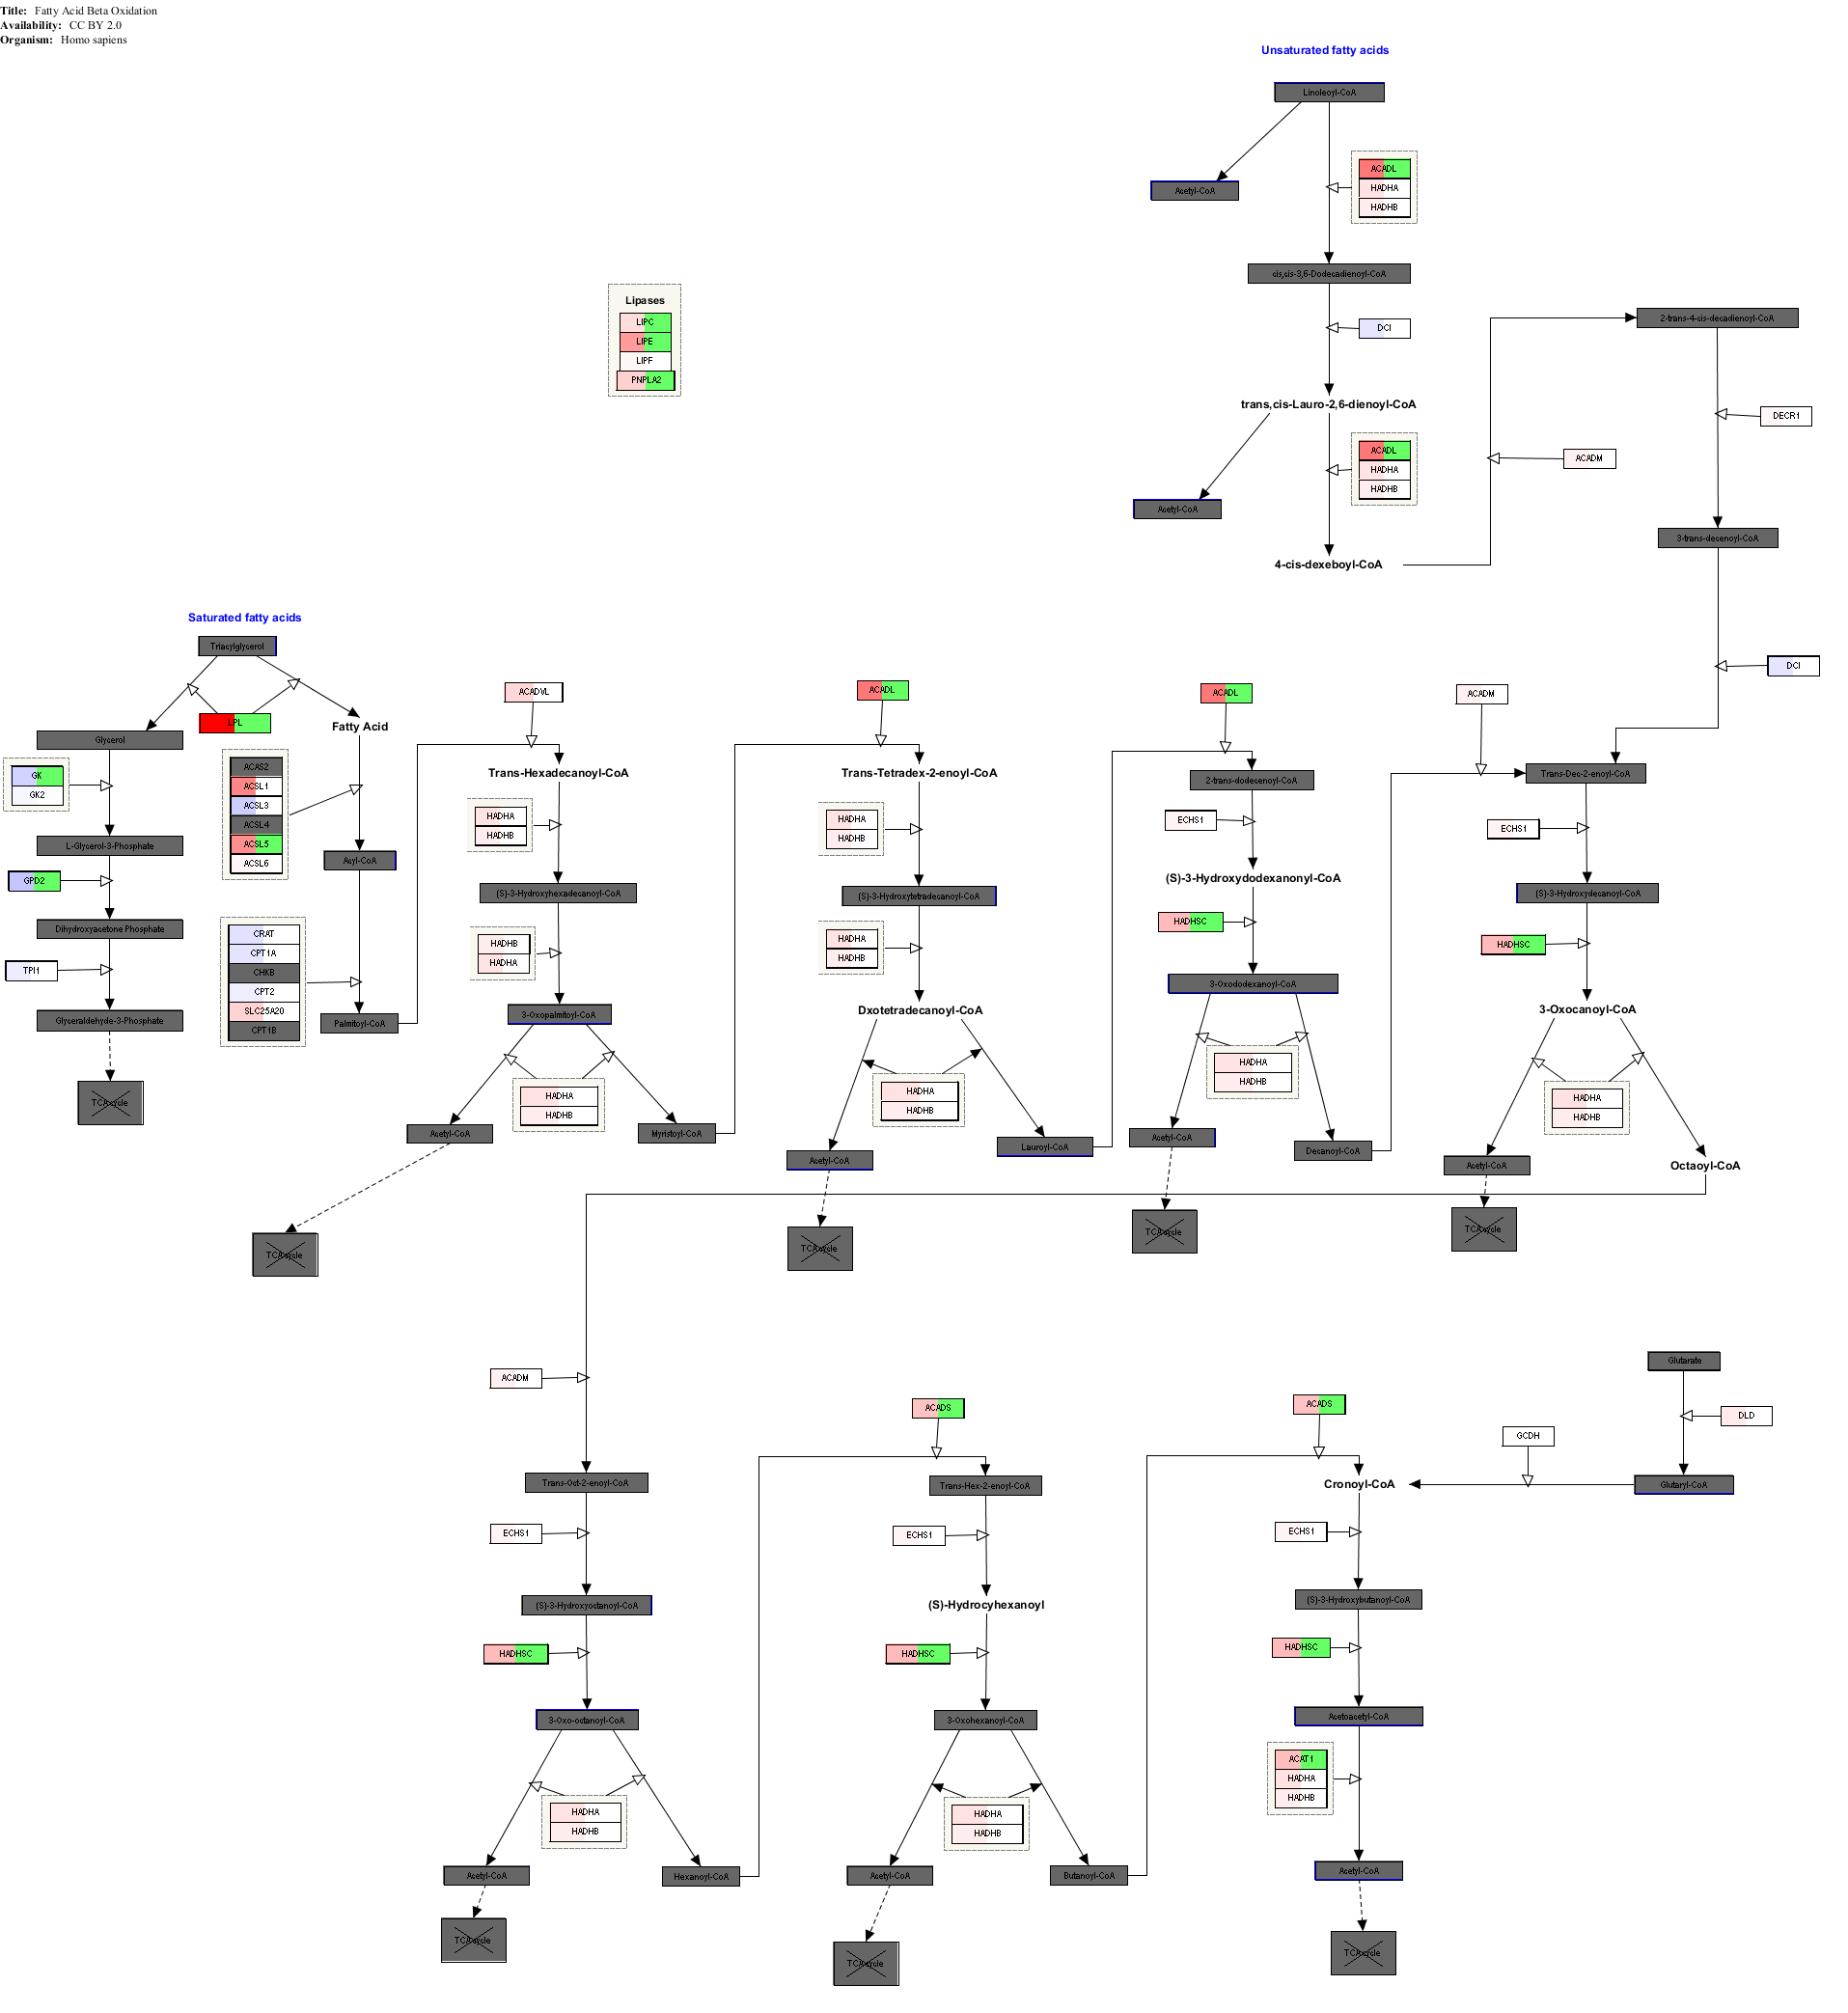 Title: Fatty Acid Beta Oxidation
Availability: CC BY 2.0
Organism: Homo sapiens
Unsaturated fatty acids
Linoleoyl-CoA
ACADL
HADHA
HADHB
Acetyl-CoA
cis,cis-3,6-Dodecadienoyl-CoA
DCI
Lipases
LIPC
LIPE
LIPF
PNPLA2
2-trans-4-cis-decadienoyl-CoA
trans,cis-Lauro-2,6-dienoyl-CoA
DECR1
ACADL
HADHA
HADHB
ACADM
Acetyl-CoA
3-trans-decenoyl-CoA
4-cis-dexeboyl-CoA
DCI
Saturated fatty acids
Triacylglycerol
LPL
Fatty Acid
Glycerol
GK
GK2
L-Glycerol-3-Phosphate
GPD2
Dihydroxyacetone Phosphate
TPI1
Glyceraldehyde-3-Phosphate
TCA cycle
ACAS2
ACSL1
ACSL3
ACSL4
ACSL5
ACSL6
Acyl-CoA
CRAT
CPT1A
CHKB
CPT2
SLC25A20
CPT1B
Palmitoyl-CoA
ACADVL
Trans-Hexadecanoyl-CoA
HADHA
HADHB
(S)-3-Hydroxyhexadecanoyl-CoA
HADHB
HADHA
3-Oxopalmitoyl-CoA
HADHA
HADHB
Acetyl-CoA
Myristoyl-CoA
TCA cycle
ACADL
Trans-Tetradex-2-enoyl-CoA
HADHA
HADHB
(S)-3-Hydroxytetradecanoyl-CoA
HADHA
HADHB
Dxotetradecanoyl-CoA
HADHA
HADHB
Acetyl-CoA
Lauroyl-CoA
TCA cycle
ACADL
2-trans-dodecenoyl-CoA
ECHS1
(S)-3-Hydroxydodexanonyl-CoA
HADHSC
3-Oxododexanoyl-CoA
HADHA
HADHB
Acetyl-CoA
Decanoyl-CoA
TCA cycle
ACADM
Trans-Dec-2-enoyl-CoA
ECHS1
(S)-3-Hydroxydecanoyl-CoA
HADHSC
3-Oxocanoyl-CoA
HADHA
HADHB
Acetyl-CoA
Octaoyl-CoA
TCA cycle
ACADM
Trans-Oct-2-enoyl-CoA
ECHS1
(S)-3-Hydroxyoctanoyl-CoA
HADHSC
3-Oxo-octanoyl-CoA
HADHA
HADHB
Acetyl-CoA
Hexanoyl-CoA
TCA cycle
ACADS
Trans-Hex-2-enoyl-CoA
ECHS1
(S)-Hydrocyhexanoyl
HADHSC
3-Oxohexanoyl-CoA
HADHA
HADHB
Acetyl-CoA
Butanoyl-CoA
TCA cycle
ACADS
Glutarate
DLD
GCDH
Glutaryl-CoA
Cronoyl-CoA
ECHS1
(S)-3-Hydroxybutanoyl-CoA
HADHSC
Acetoacetyl-CoA
ACAT1
HADHA
HADHB
Acetyl-CoA
TCA cycle